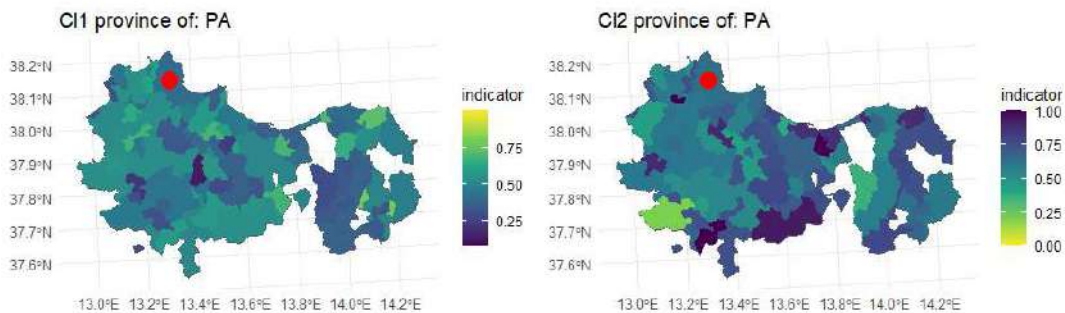 CI1 province of: PA
38.2°N
38.1°N
38.0°N
37.9°N
37.8°N
37.7°N
37.6°N
13.0°E 13.2°E 13.4°E 13.6°E 13.8°E 14.0°E 14.2°E
indicator
0.75
0.50
0.25
CI2 province of: PA
38.2°N
38.1°N
38.0°N
37.9°N
37.8°N
37.7°N
37.6°N
13.0°E 13.2°E 13.4°E 13.6°E 13.8°E 14.0°E 14.2°E
indicator
1.00
0.75
0.50
0.25
0.00